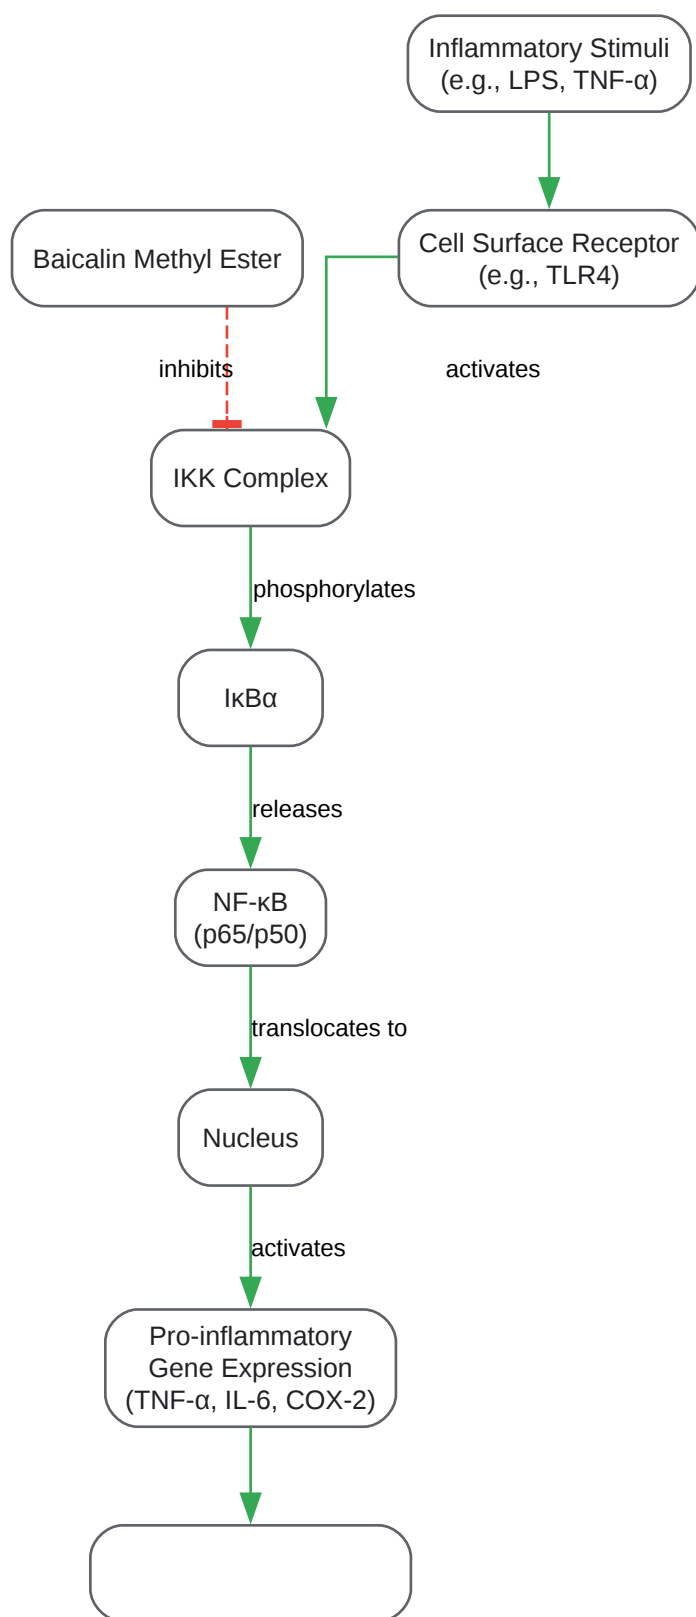 Inflammatory Stimuli
(e.g., LPS, TNF-α)
Baicalin Methyl Ester
Cell Surface Receptor
(e.g., TLR4)
inhibits
activates
IKK Complex
phosphorylates
IκBα
releases
NF-κB
(p65/p50)
translocates to
Nucleus
activates
Pro-inflammatory
Gene Expression
(TNF-α, IL-6, COX-2)